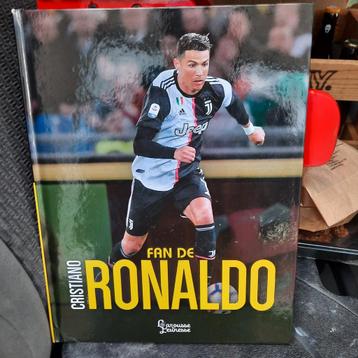 Jeep
FAN DE
CRISTIANO
RONALDO
Larousse
Jeunesse